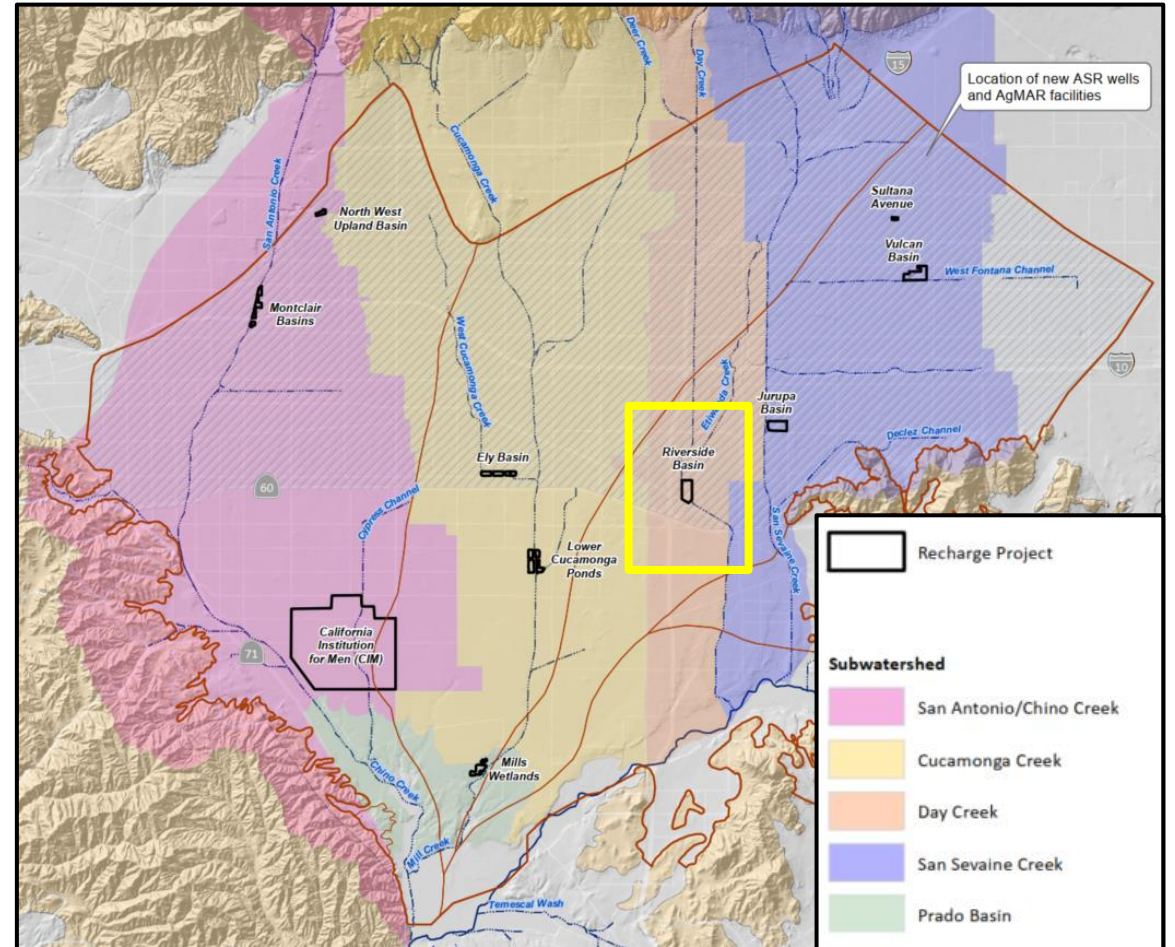 Deer Creek
Day Creek
15
Location of new ASR wells
and AgMAR facilities
Cucamonga Creek
San Antonio Creek
North West
Upland Basin
Sultana
Avenue
Vulcan
Basin
West Fontana Channel
Montclair
Basins
West Cucamonga Creek
10
Etiwanda Creek
Jurupa
Basin
Declez Channel
Ely Basin
Riverside
Basin
60
Cypress Channel
San Sevaine Creek
Lower
Cucamonga
Ponds
California
Institution
for Men (CIM)
71
Mills
Wetlands
Chino Creek
Mill Creek
Temescal Wash
Recharge Project
Subwatershed
San Antonio/Chino Creek
Cucamonga Creek
Day Creek
San Sevaine Creek
Prado Basin